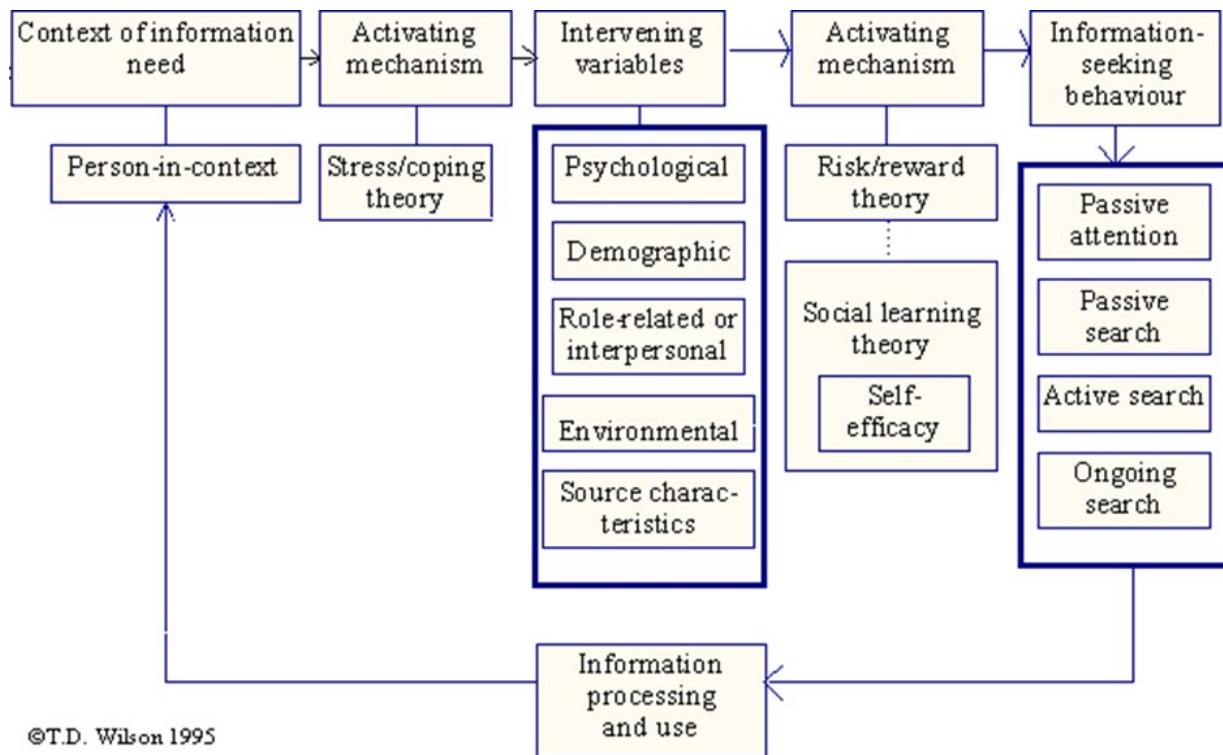 Context of information
need
Activating
mechanism
Intervening
variables
Activating
mechanism
Information-
seeking
behaviour
Person-in-context
Stress/coping
theory
Psychological
Demographic
Role-related or
interpersonal
Environmental
Source charac-
teristics
Risk/reward
theory
Social learning
theory
Self-
efficacy
Passive
attention
Passive
search
Active search
Ongoing
search
Information
processing
and use
©T.D. Wilson 1995